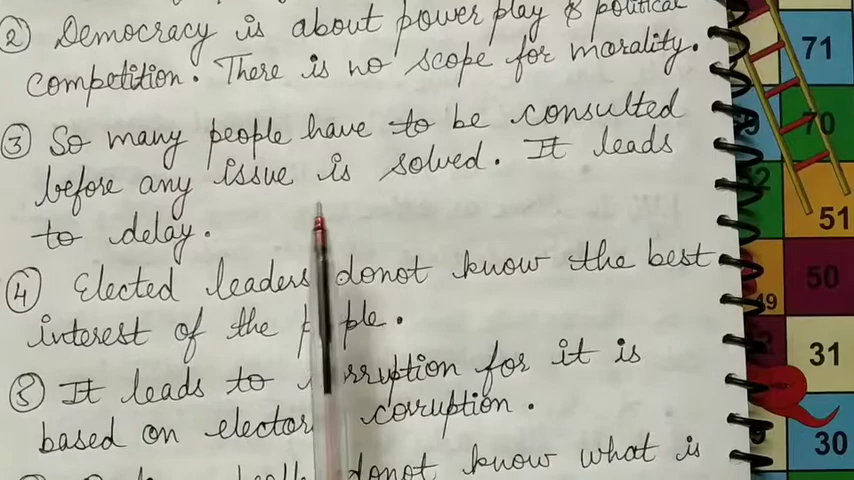 ② Democracy is about power play & political
competition. There is no scope for morality.
③ So many people have to be consulted
before any issue is solved. It leads
to delay.
④ Elected leaders donot know the best
interest of the
⑤ It leads to for it is
based on corruption.
donot know what is
71
70
51
50
49
31
30